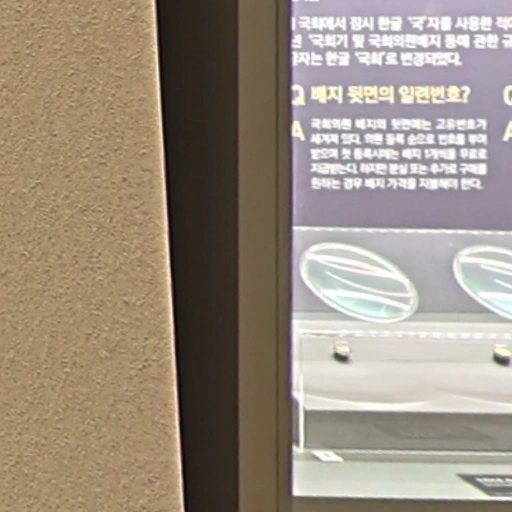 국회에서 잠시 한글 '국'자를 사용한
'국회기 및 국회의원배지 등에 관한
한글 '국회'로 변경되었다.
Q 배지 뒷면의 일련번호?
A 국회의원 배지의 뒷면에는 고유번호가
세겨져 있다. 의원 등록 순으로 번호를 부여
받으며 첫 등록시에는 배지 1개씩을 무료로
지급받는다. 하지만 분실 또는 추가로 구매를
원하는 경우 배지 가격을 지불해야 한다.